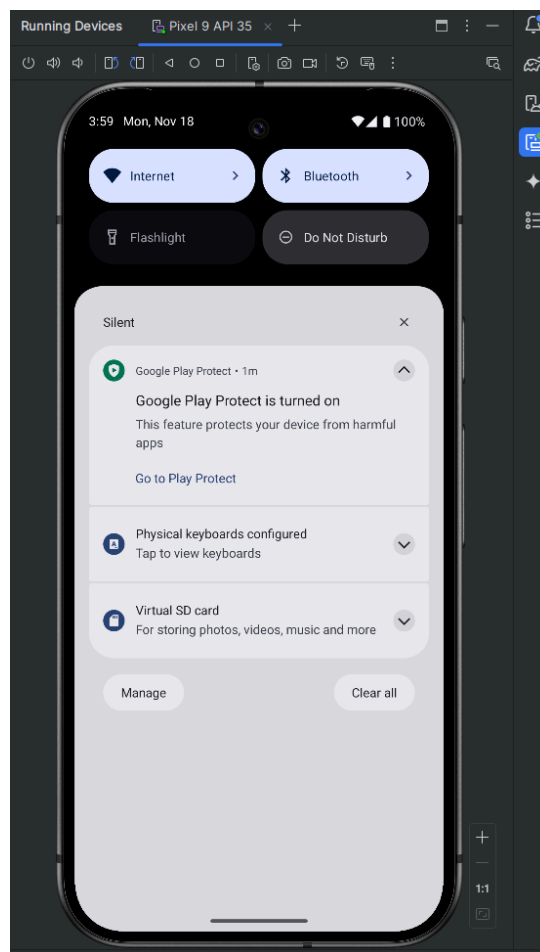 Running Devices
Pixel 9 API 35
3:59 Mon, Nov 18
100%
Internet
Bluetooth
Flashlight
Do Not Disturb
Silent
Google Play Protect • 1m
Google Play Protect is turned on
This feature protects your device from harmful
apps
Go to Play Protect
Physical keyboards configured
Tap to view keyboards
Virtual SD card
For storing photos, videos, music and more
Manage
Clear all
1:1